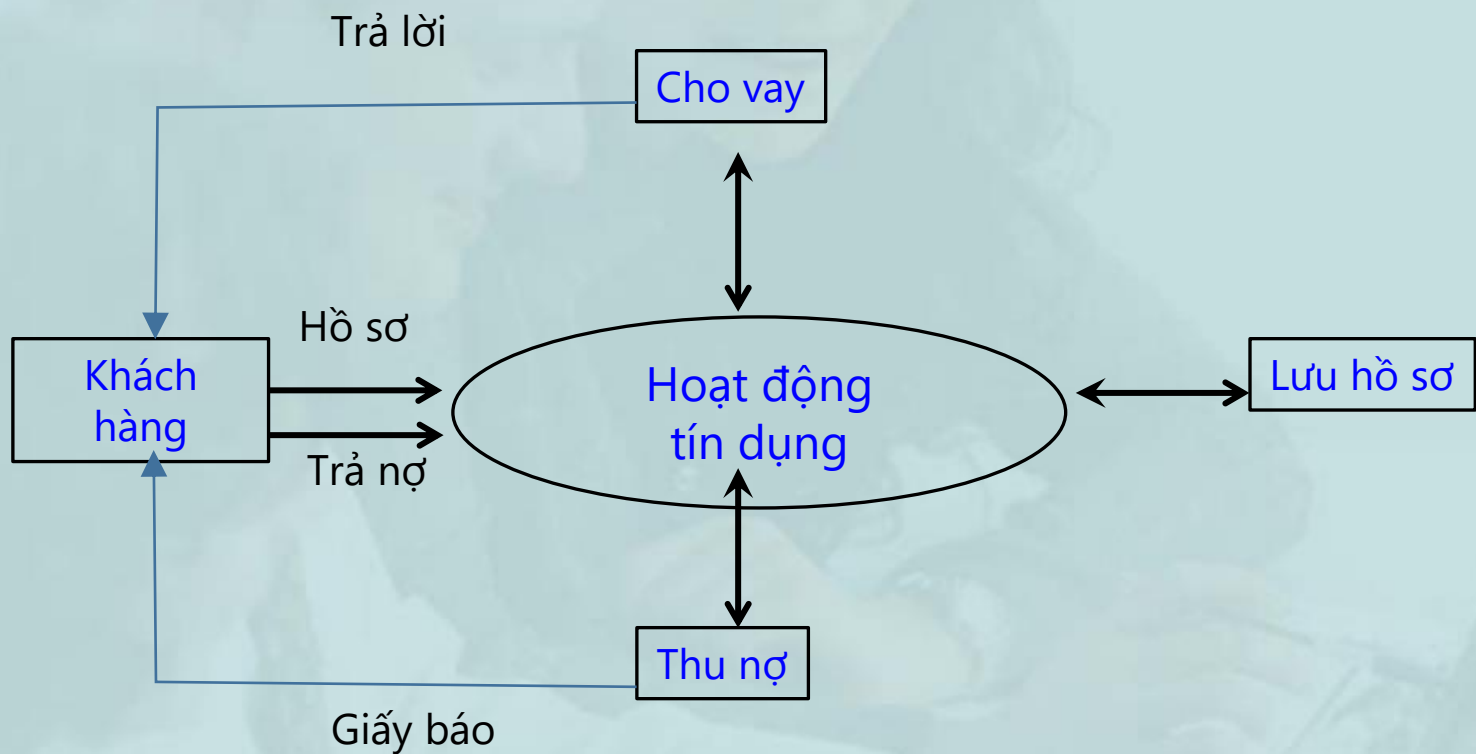 Trả lời
Cho vay
Hồ sơ
Khách
hàng
Hoạt động
tín dụng
Lưu hồ sơ
Trả nợ
Thu nợ
Giấy báo